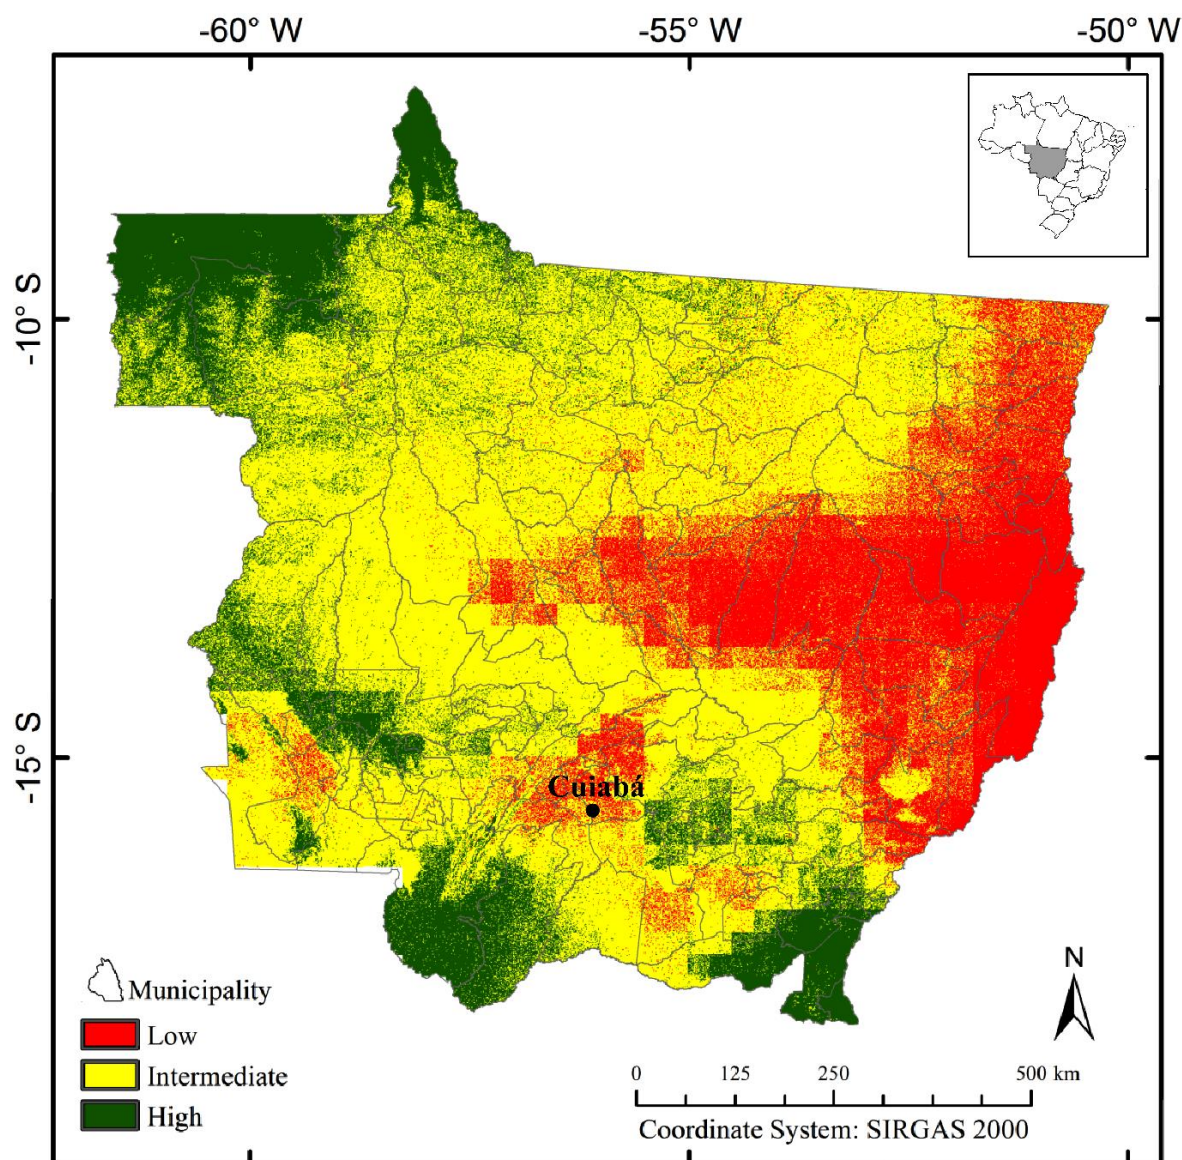 -60° W
-55° W
-50° W
-10° S
-15° S
Cuiabá
Municipality
Low
Intermediate
High
N
0 125 250 500 km
Coordinate System: SIRGAS 2000